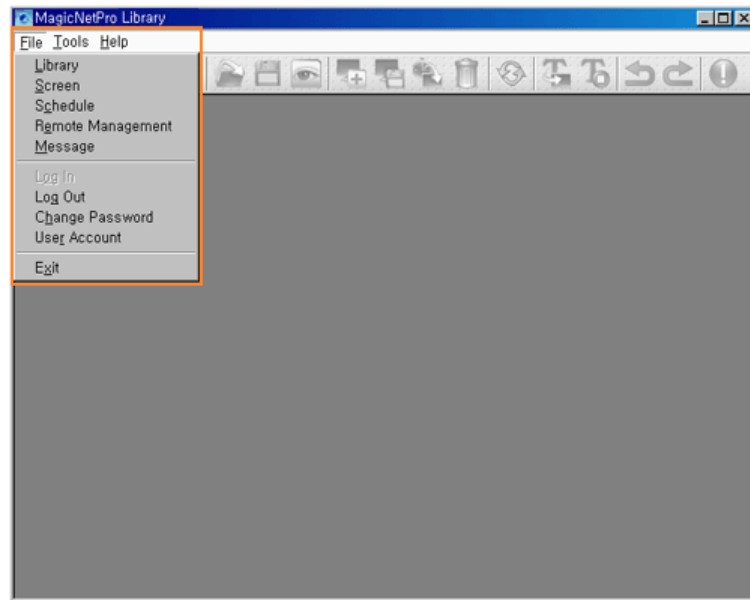 MagicNetPro Library
File Tools Help
Library
Screen
Schedule
Remote Management
Message
Log In
Log Out
Change Password
User Account
Exit